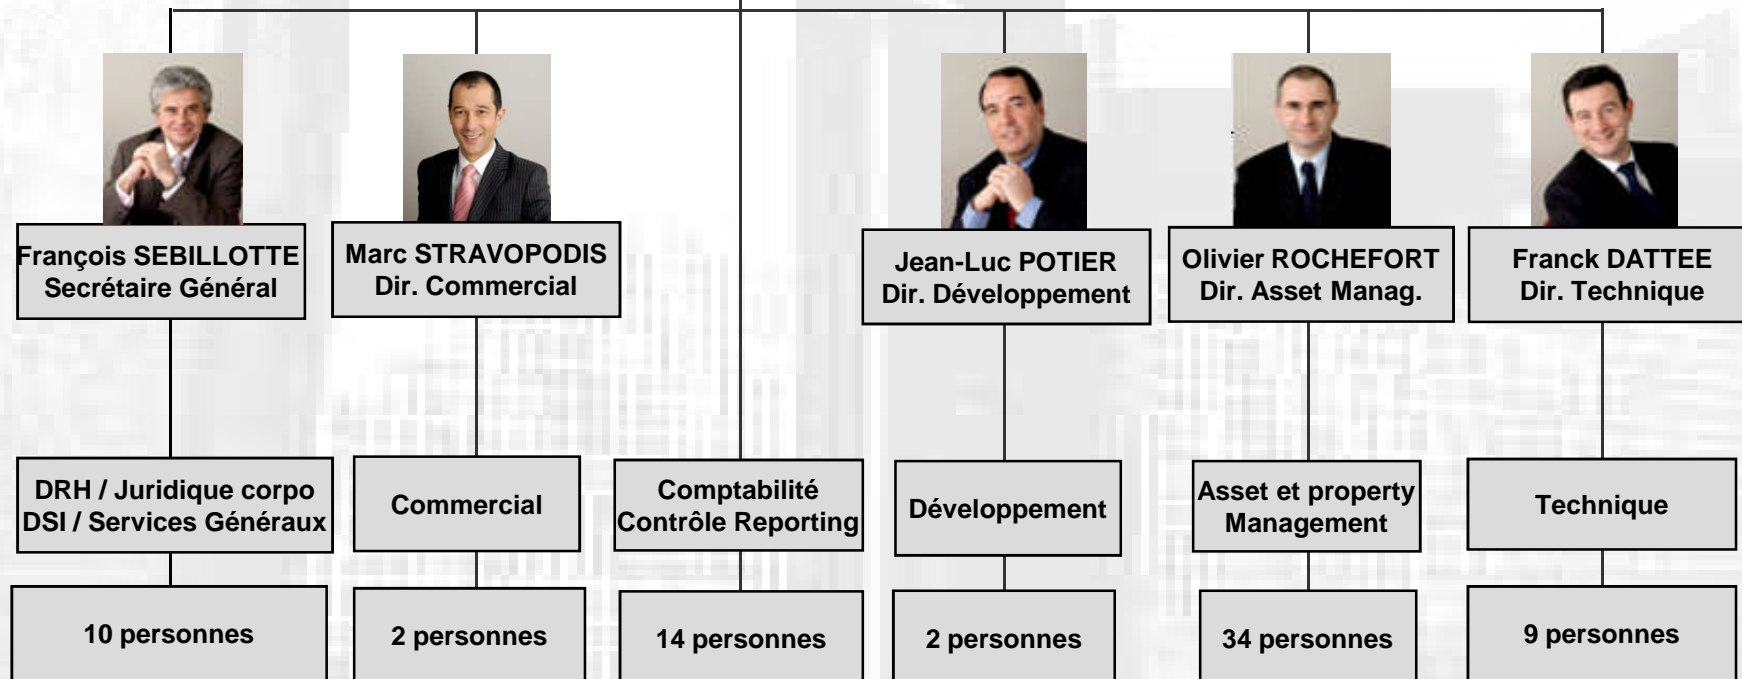 François SEBILLOTTE
Secrétaire Général
Marc STRAVOPODIS
Dir. Commercial
Jean-Luc POTIER
Dir. Développement
Olivier ROCHEFORT
Dir. Asset Manag.
Franck DATTEE
Dir. Technique
DRH / Juridique corpo
DSI / Services Généraux
Commercial
Comptabilité
Contrôle Reporting
Développement
Asset et property
Management
Technique
10 personnes
2 personnes
14 personnes
2 personnes
34 personnes
9 personnes